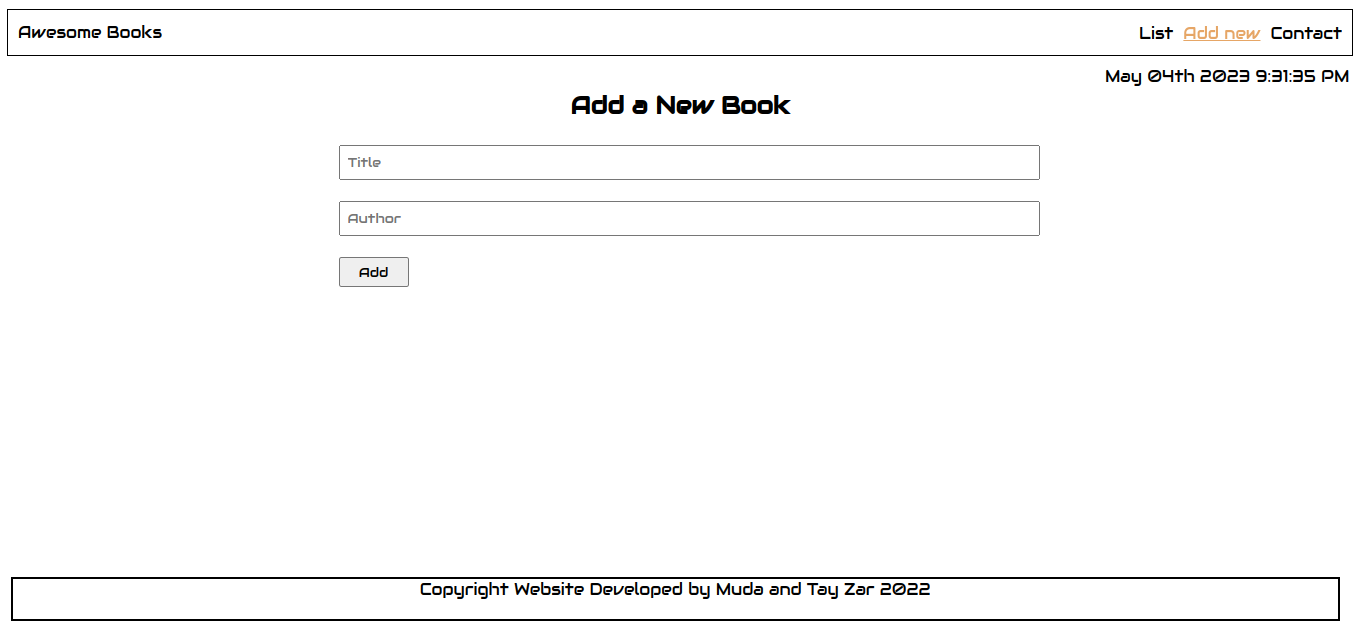 Awesome Books
List Add new Contact
May 04th 2023 9:31:35 PM
Add a New Book
Title
Author
Add
Copyright Website Developed by Muda and Tay Zar 2022